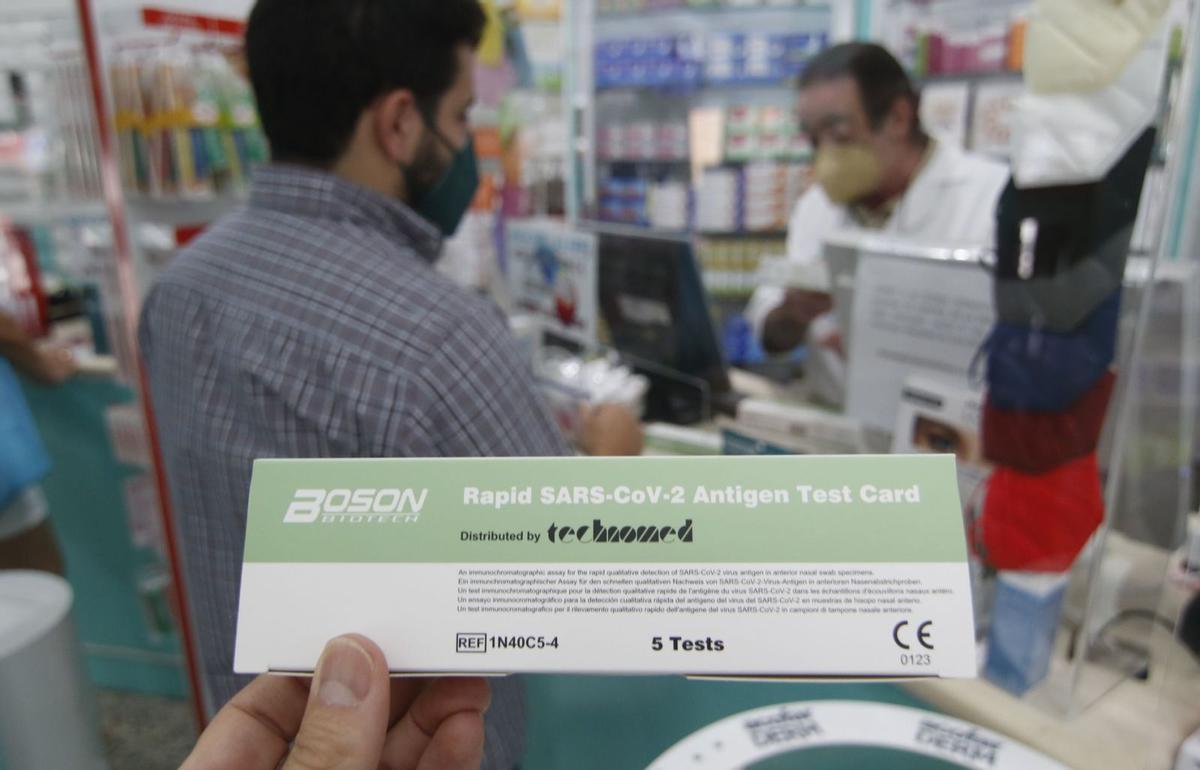 BOSON
BIOTECH
Rapid SARS-CoV-2 Antigen Test Card
Distributed by technomed
An immunochromatographic assay for the rapid qualitative detection of SARS-CoV-2 virus antigen in anterior nasal swab specimens.
Ein immunchromatographischer Assay für den schnellen qualitativen Nachweis von SARS-CoV-2-Virus-Antigen in anterioren Nasenabstrichproben.
Un test immunochromatographique pour la détection qualitative rapide de l'antigène du virus SARS-CoV-2 dans les échantillons d'écouvillons nasaux antérs.
Un ensayo inmunocromatográfico para la detección cualitativa rápida del antígeno del virus del SARS-CoV-2 en muestras de hisopo nasal anterio.
Un test immunocromatografico per il rilevamento qualitativo rapido dell'antigene del virus SARS-CoV-2 in campioni di tampone nasale anteriore.
REF 1N40C5-4
5 Tests
CE
0123
DERM
DERM